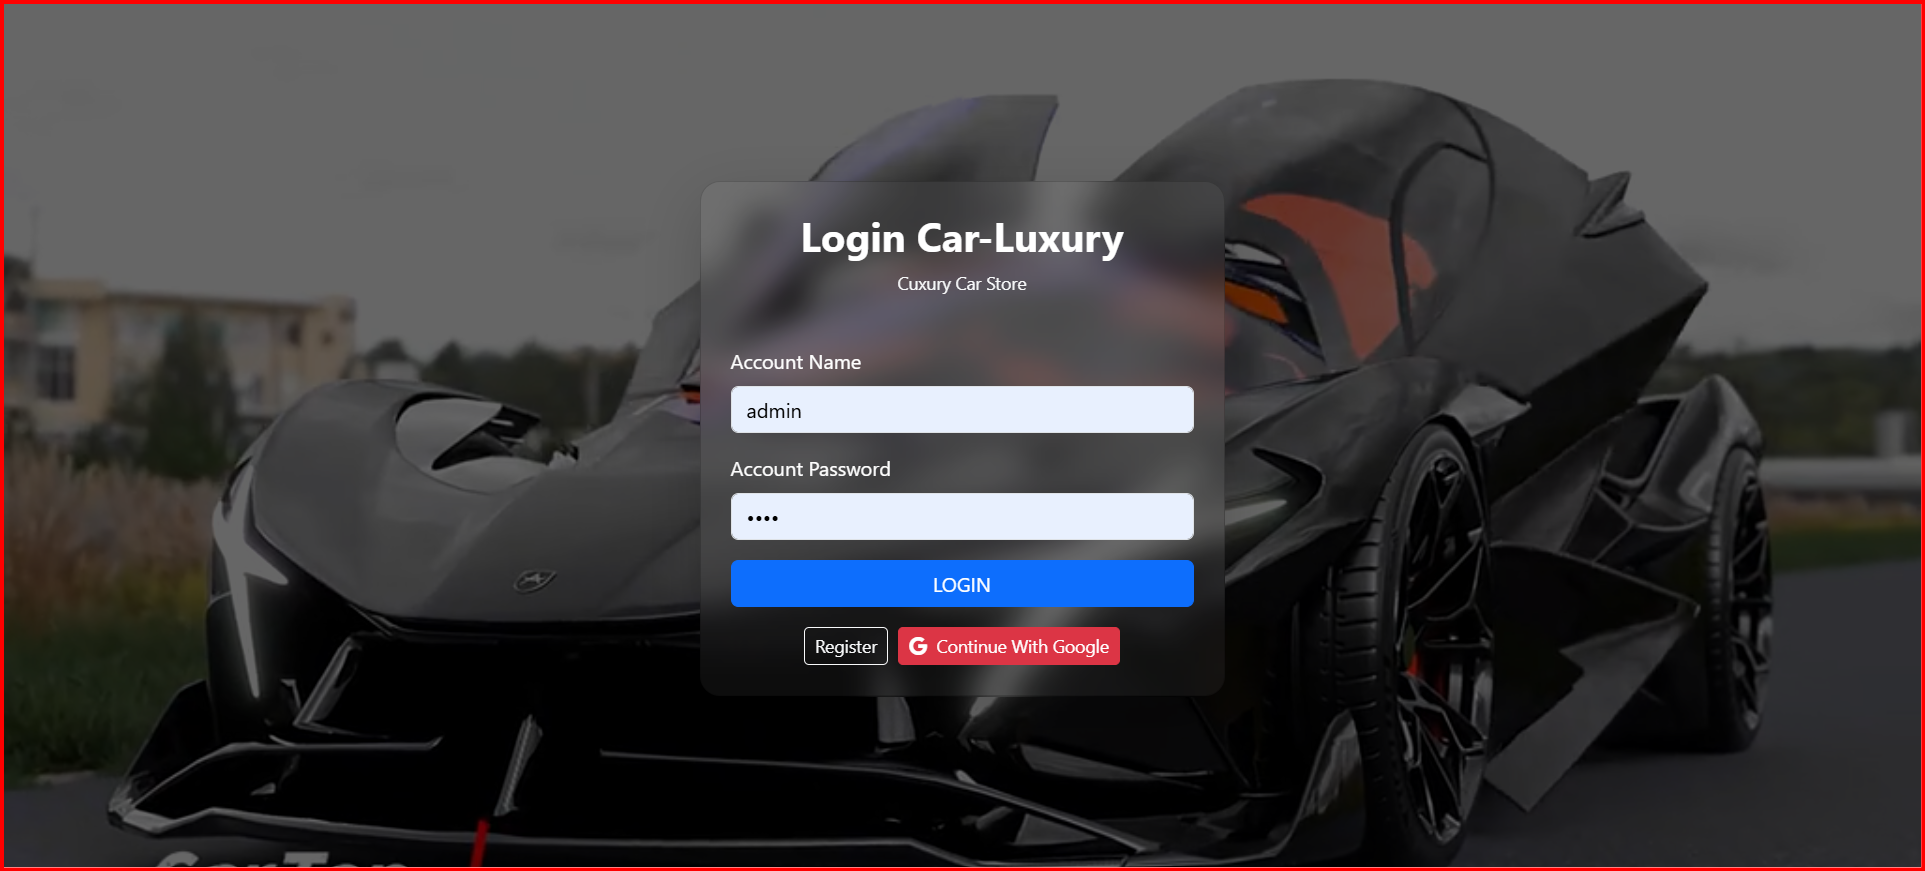 Login Car-Luxury
Cuxury Car Store
Account Name
admin
Account Password
••••
LOGIN
Register
G Continue With Google